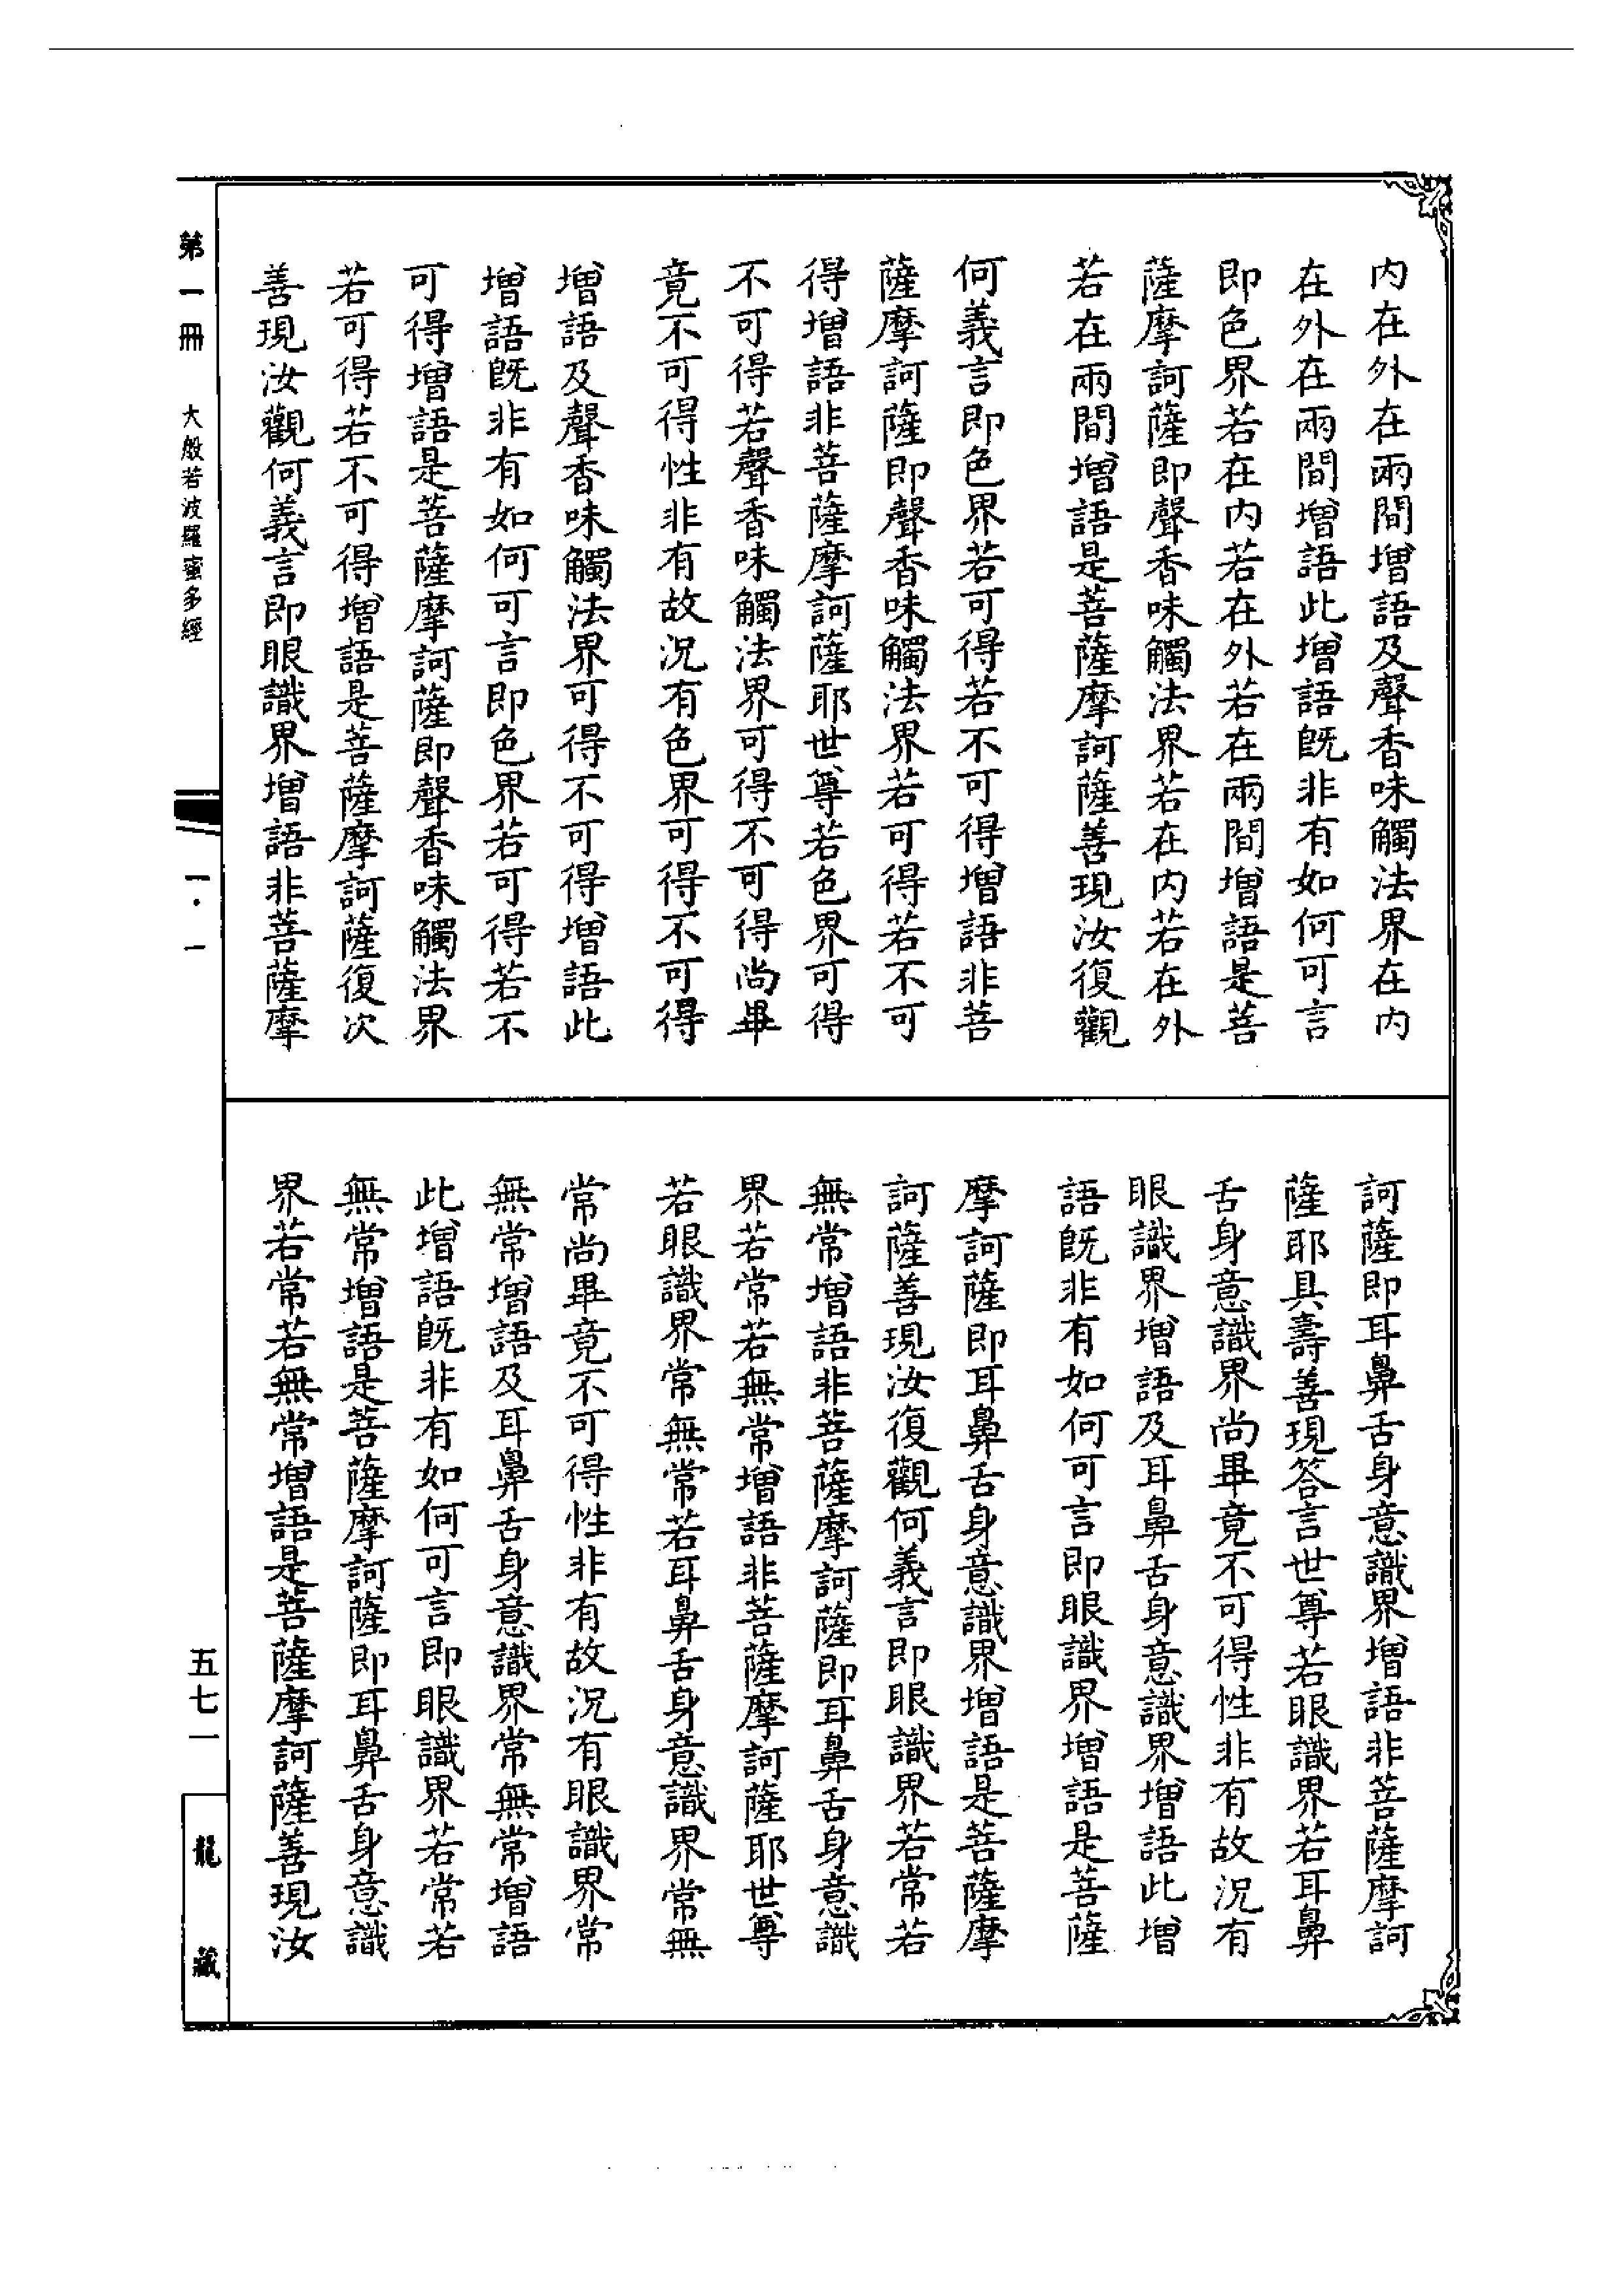 内在外在兩間增語及聲香味觸法界在内
在外在兩間增語此增語既非有如何可言
即色界若在内若在外若在兩間增語是菩
薩摩訶薩即聲香味觸法界若在内若在外
若在兩間增語是菩薩摩訶薩善現汝復觀
何義言即色界若可得若不可得增語非菩
薩摩訶薩即聲香味觸法界若可得若不可
得增語非菩薩摩訶薩耶世尊若色界可得
不可得若聲香味觸法界可得不可得尚畢
竟不可得性非有故況有色界可得不可得
增語及聲香味觸法界可得不可得增語此
增語既非有如何可言即色界若可得若不
可得增語是菩薩摩訶薩即聲香味觸法界
若可得若不可得增語是菩薩摩訶薩復次
善現汝觀何義言即眼識界增語非菩薩摩
訶薩即耳鼻舌身意識界增語非菩薩摩訶
薩耶具壽善現答言世尊若眼識界若耳鼻
舌身意識界尚畢竟不可得性非有故況有
眼識界增語及耳鼻舌身意識界增語此增
語既非有如何可言即眼識界增語是菩薩
摩訶薩即耳鼻舌身意識界增語是菩薩摩
訶薩善現汝復觀何義言即眼識界若常若
無常增語非菩薩摩訶薩即耳鼻舌身意識
界若常若無常增語非菩薩摩訶薩耶世尊
若眼識界常無常若耳鼻舌身意識界常無
常尚畢竟不可得性非有故況有眼識界常
無常增語及耳鼻舌身意識界常無常增語
此增語既非有如何可言即眼識界若常若
無常增語是菩薩摩訶薩即耳鼻舌身意識
界若常若無常增語是菩薩摩訶薩善現汝
第一冊 大般若波羅蜜多經
一·一
五七一
龍藏